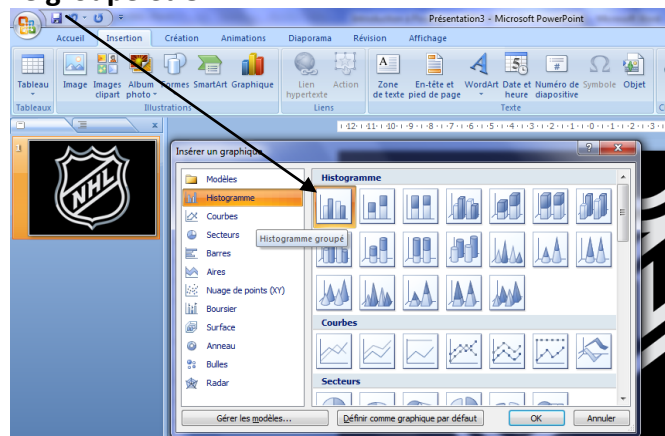 Présentation3 - Microsoft PowerPoint
Accueil Insertion Création Animations Diaporama Révision Affichage
Tableau Image Images clipart Album photo Formes SmartArt Graphique Lien hypertexte Action Zone de texte En-tête et pied de page WordArt Date et heure Numéro de diapositive Symbole Objet
Tableaux Illustrations Liens Texte
1
NHL
Insérer un graphique
Modèles
Histogramme
Courbes
Secteurs
Barres
Aires
Nuage de points (XY)
Boursier
Surface
Anneau
Bulles
Radar
Histogramme
Histogramme groupé
Courbes
Secteurs
Gérer les modèles... Définir comme graphique par défaut OK Annuler